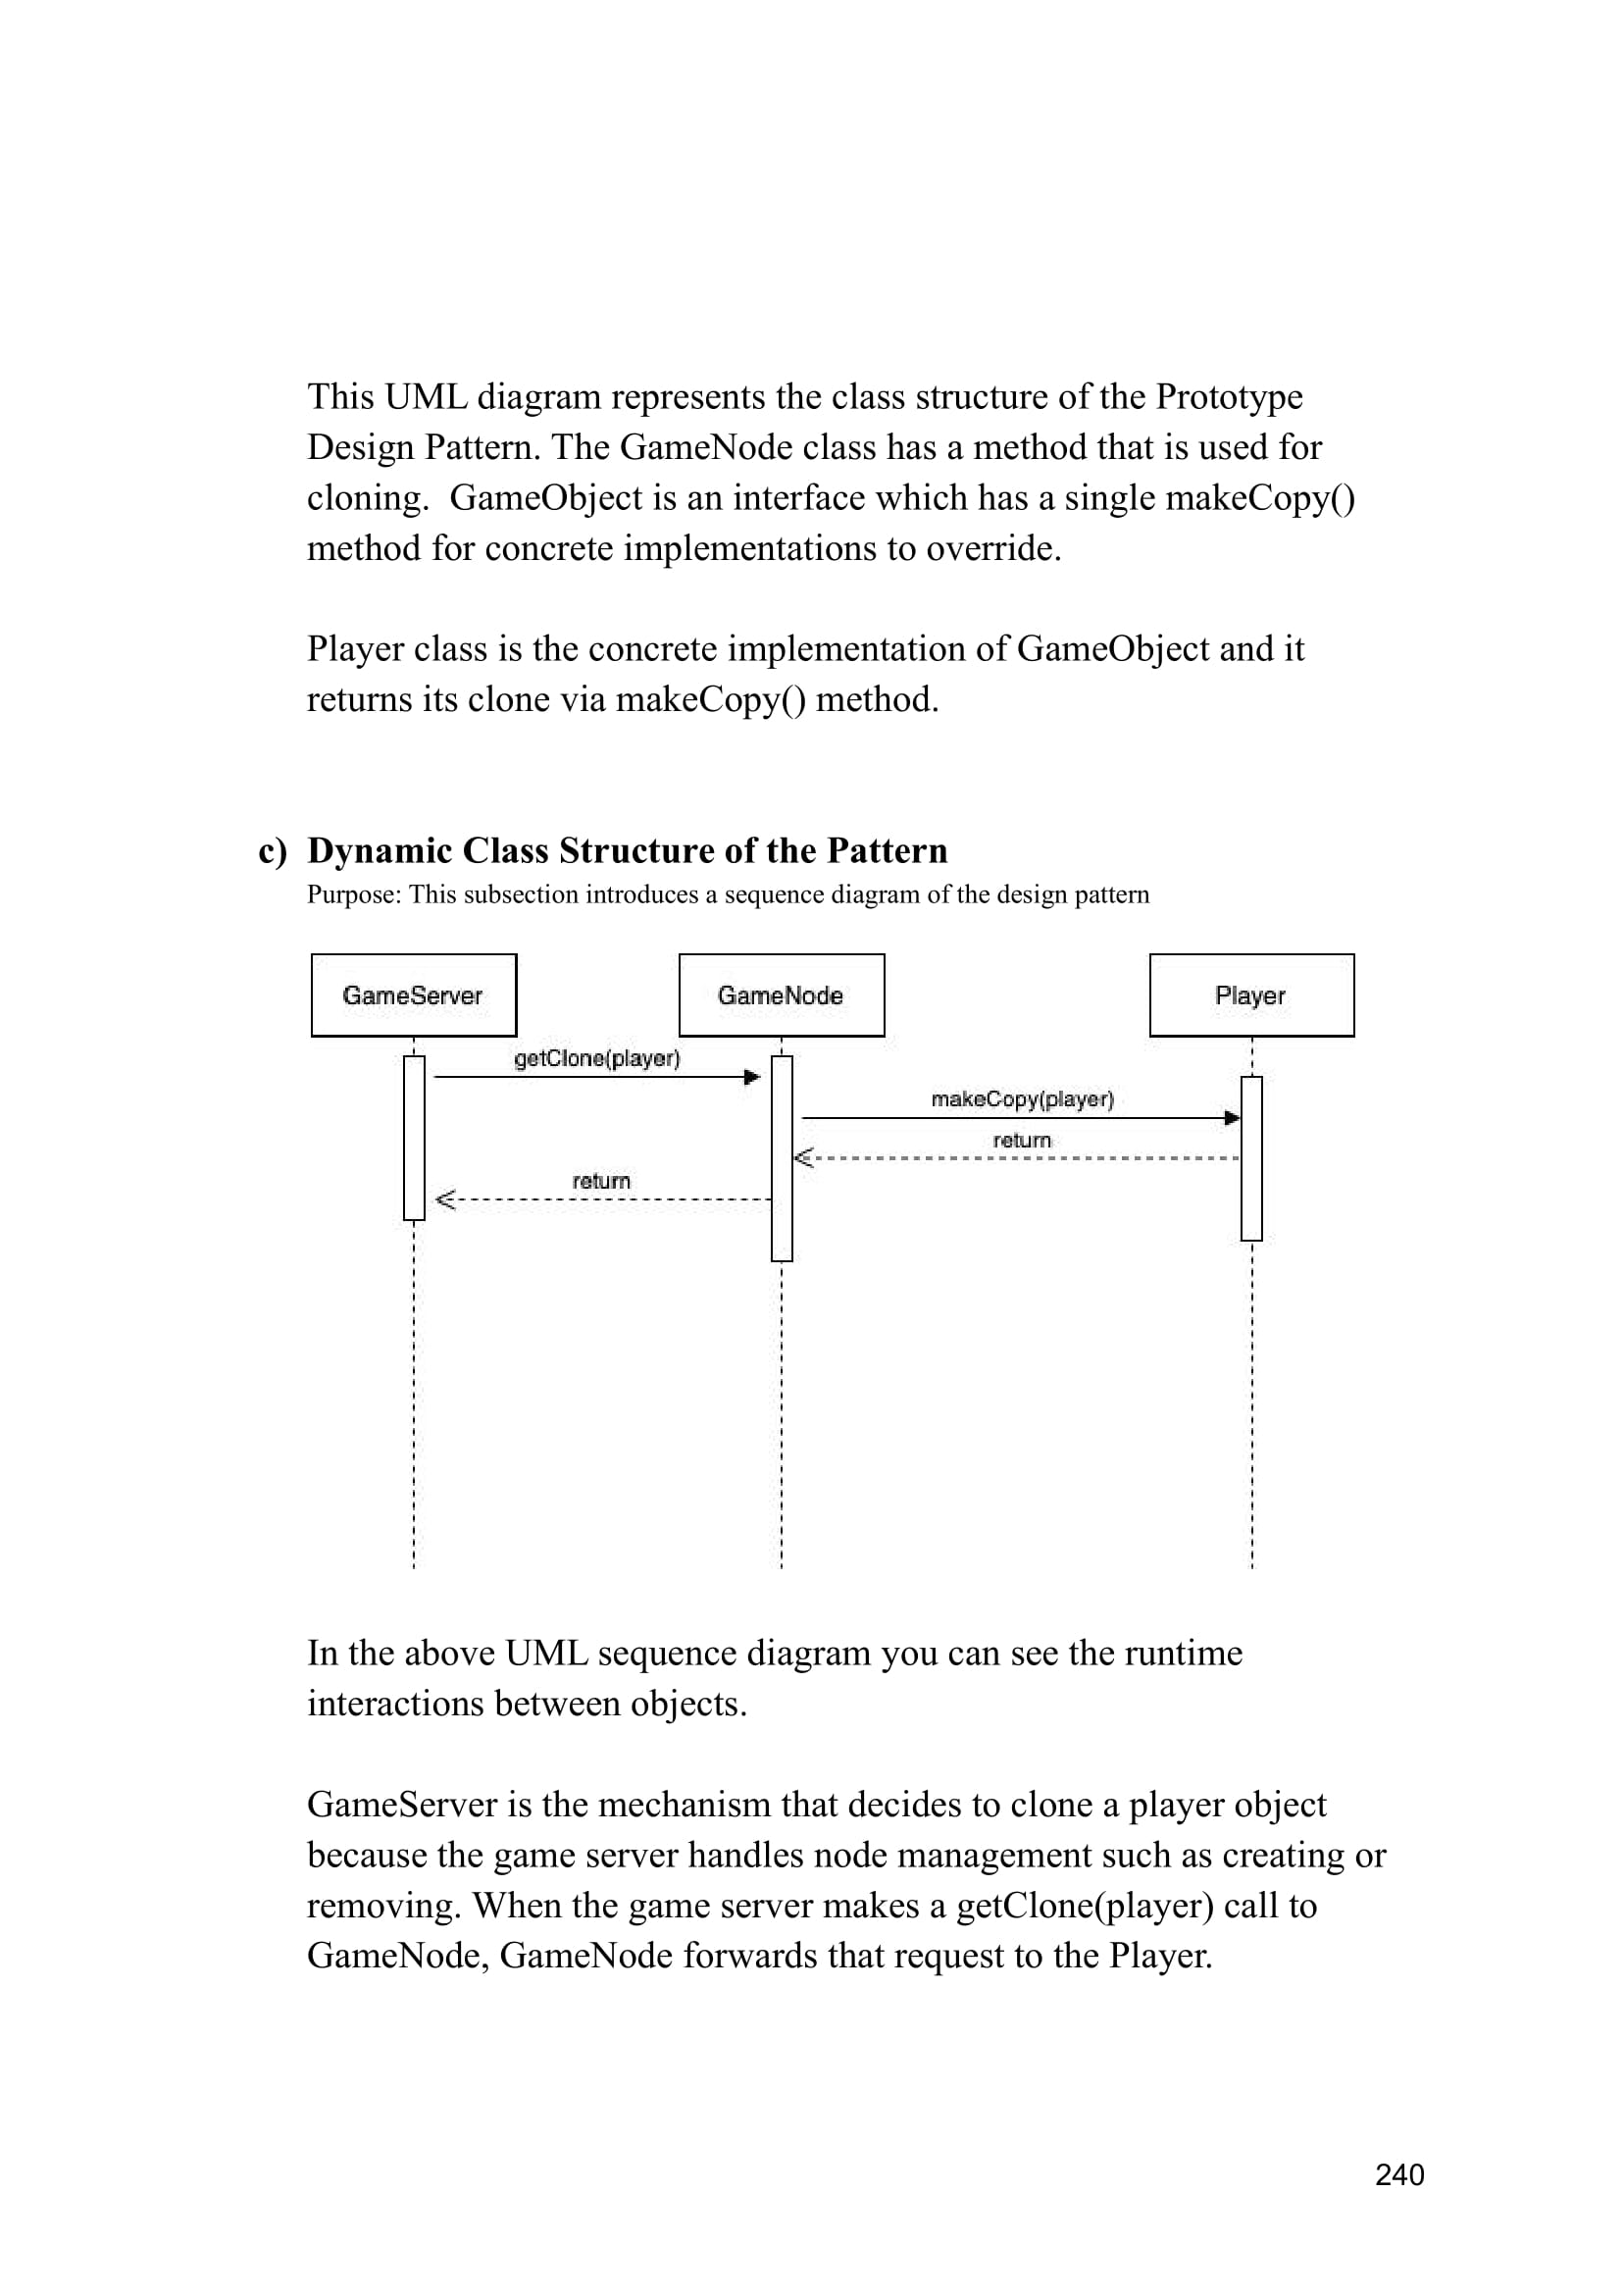 This UML diagram represents the class structure of the Prototype
Design Pattern. The GameNode class has a method that is used for
cloning.  GameObject is an interface which has a single makeCopy()
method for concrete implementations to override.
Player class is the concrete implementation of GameObject and it
returns its clone via makeCopy() method.
c) Dynamic Class Structure of the Pattern
Purpose: This subsection introduces a sequence diagram of the design pattern
GameServer
GameNode
Player
getClone(player)
makeCopy(player)
return
return
In the above UML sequence diagram you can see the runtime
interactions between objects.
GameServer is the mechanism that decides to clone a player object
because the game server handles node management such as creating or
removing. When the game server makes a getClone(player) call to
GameNode, GameNode forwards that request to the Player.
240